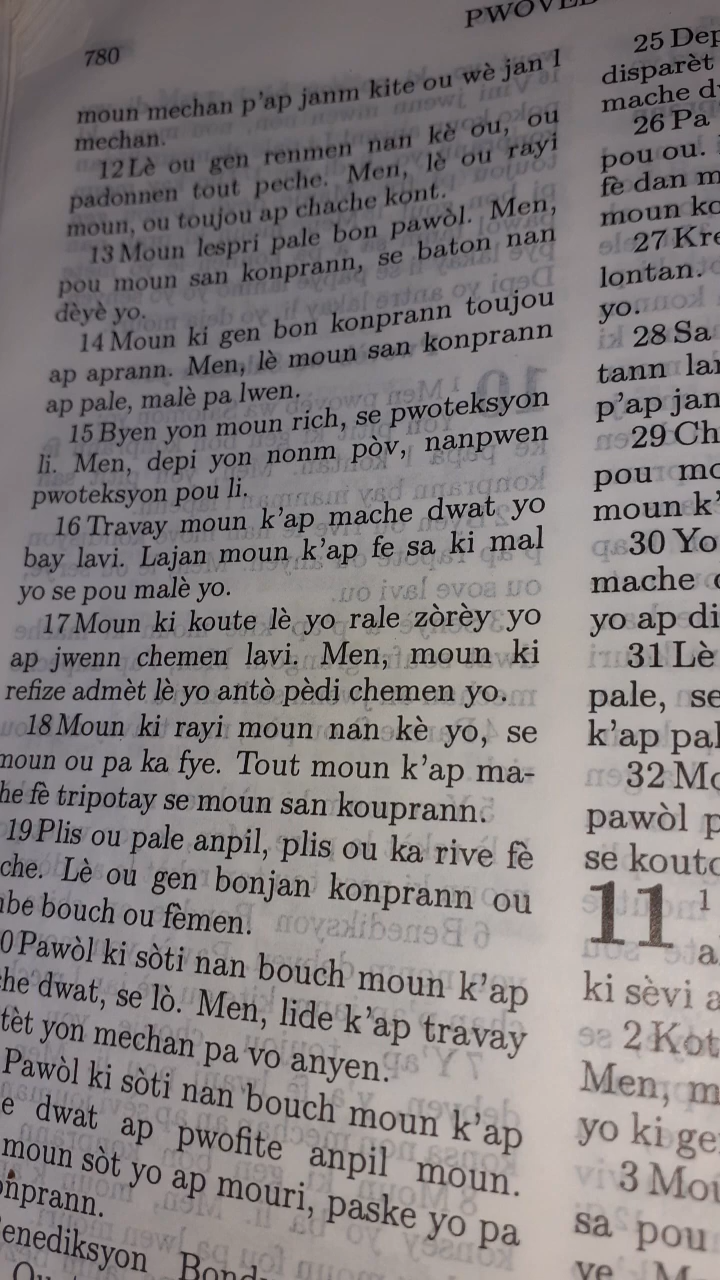 780
moun mechan p'ap janm kite ou wè jan l
mechan.
12 Lè ou gen renmen nan kè ou, ou
padonnen tout peche. Men, lè ou rayi
moun, ou toujou ap chache kont.
13 Moun lespri pale bon pawòl. Men,
pou moun san konprann, se baton nan
dèyè yo.
14 Moun ki gen bon konprann toujou
ap aprann. Men, lè moun san konprann
ap pale, malè pa lwen.
15 Byen yon moun rich, se pwoteksyon
li. Men, depi yon nonm pòv, nanpwen
pwoteksyon pou li.
16 Travay moun k'ap mache dwat yo
bay lavi. Lajan moun k'ap fe sa ki mal
yo se pou malè yo.
17 Moun ki koute lè yo rale zòrèy yo
ap jwenn chemen lavi. Men, moun ki
refize admèt lè yo antò pèdi chemen yo.
18 Moun ki rayi moun nan kè yo, se
moun ou pa ka fye. Tout moun k'ap ma-
he fè tripotay se moun san kouprann.
19 Plis ou pale anpil, plis ou ka rive fè
che. Lè ou gen bonjan konprann ou
be bouch ou fèmen.
0 Pawòl ki sòti nan bouch moun k'ap
he dwat, se lò. Men, lide k'ap travay
tèt yon mechan pa vo anyen.
Pawòl ki sòti nan bouch moun k'ap
e dwat ap pwofite anpil moun.
moun sòt yo ap mouri, paske yo pa
nprann.
enediksyon Bond
PWOVE
25 Dep
disparèt
mache d
26 Pa
pou ou.
fè dan m
moun ko
27 Kre
lontan.
yo.
28 Sa
tann la
p'ap jan
29 Ch
pou mo
moun k'
30 Yo
mache
yo ap di
31 Lè
pale, se
k'ap pal
32 Mo
pawòl p
se kouto
11 1
a
ki sèvi a
2 Kot
Men, m
yo ki ge
3 Mou
sa pou
ve M